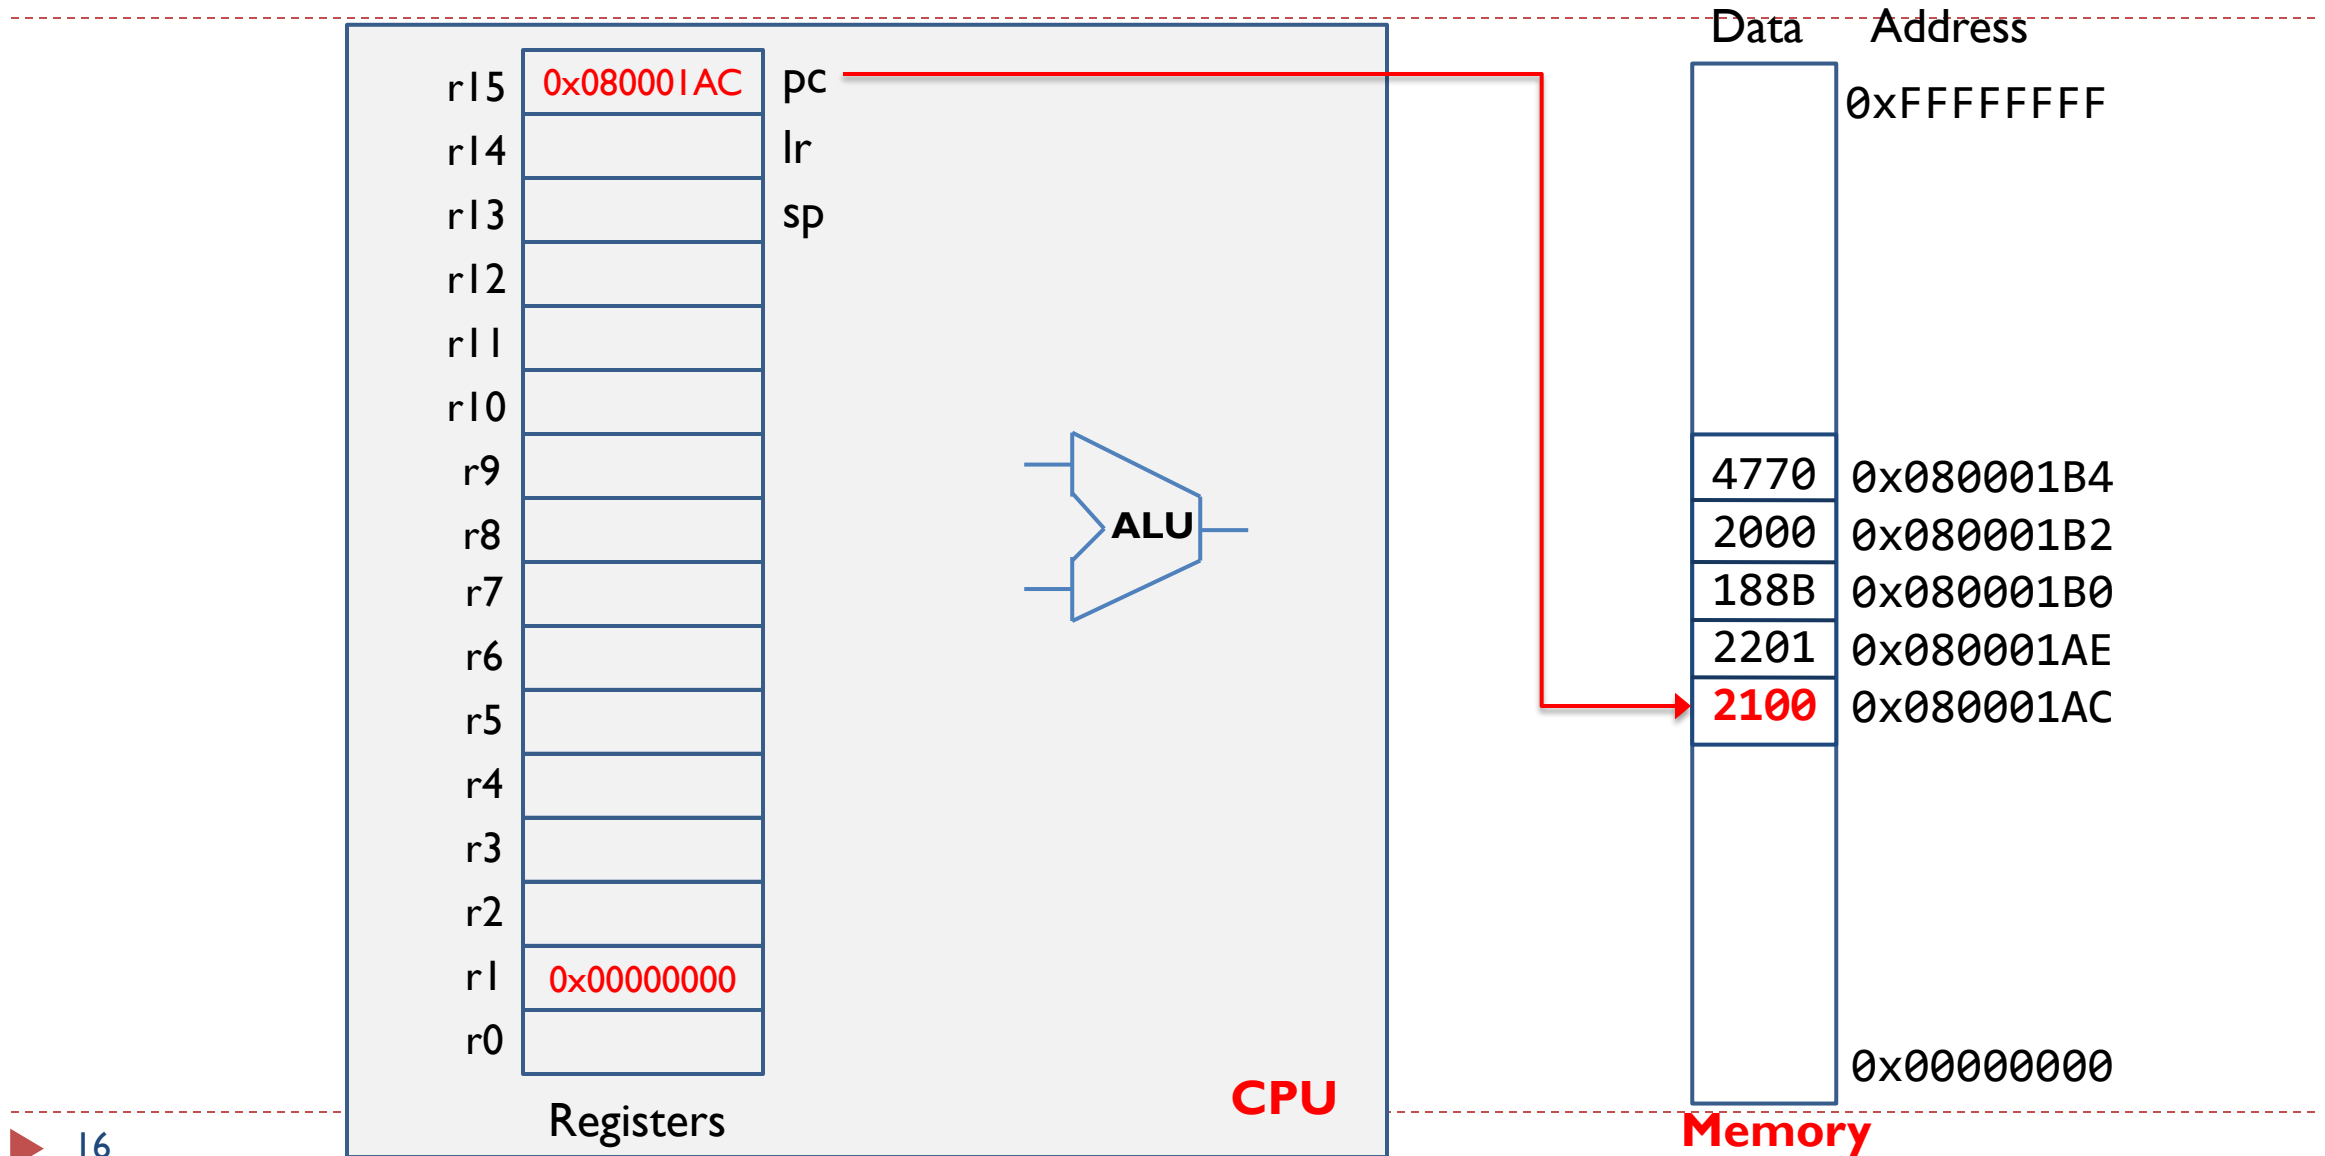 Data Address
r15 0x080001AC pc
0xFFFFFFFF
r14 lr
r13 sp
r12
r11
r10
r9
4770 0x080001B4
r8
ALU
2000 0x080001B2
r7
188B 0x080001B0
r6
2201 0x080001AE
r5
2100 0x080001AC
r4
r3
r2
r1 0x00000000
r0
0x00000000
CPU
Registers
Memory
16